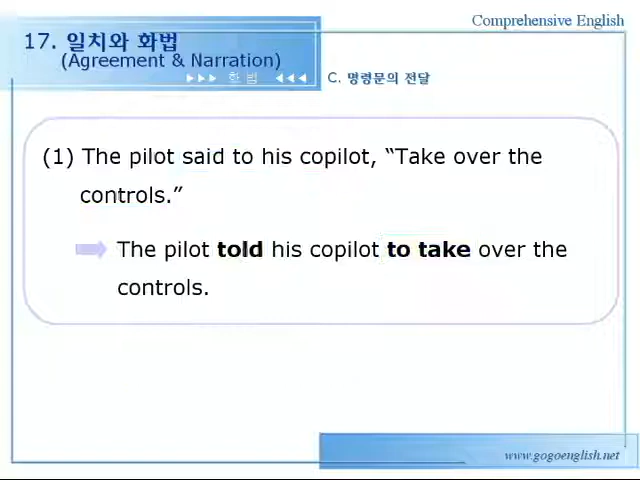 Comprehensive English
17. 일치와 화법
(Agreement & Narration)
▶▶▶ 화 법 ◀◀◀
C. 명령문의 전달
(1) The pilot said to his copilot, “Take over the
controls.”
The pilot told his copilot to take over the
controls.
www.gogoenglish.net